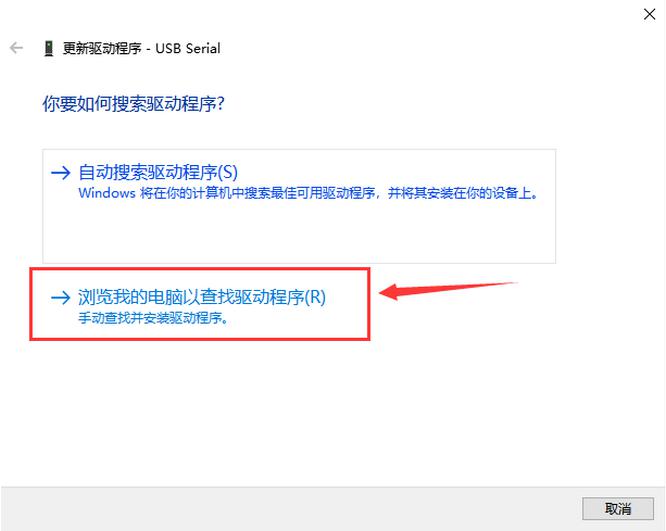 更新驱动程序 - USB Serial
你要如何搜索驱动程序?
自动搜索驱动程序(S)
Windows 将在你的计算机中搜索最佳可用驱动程序，并将其安装在你的设备上。
浏览我的电脑以查找驱动程序(R)
手动查找并安装驱动程序。
取消